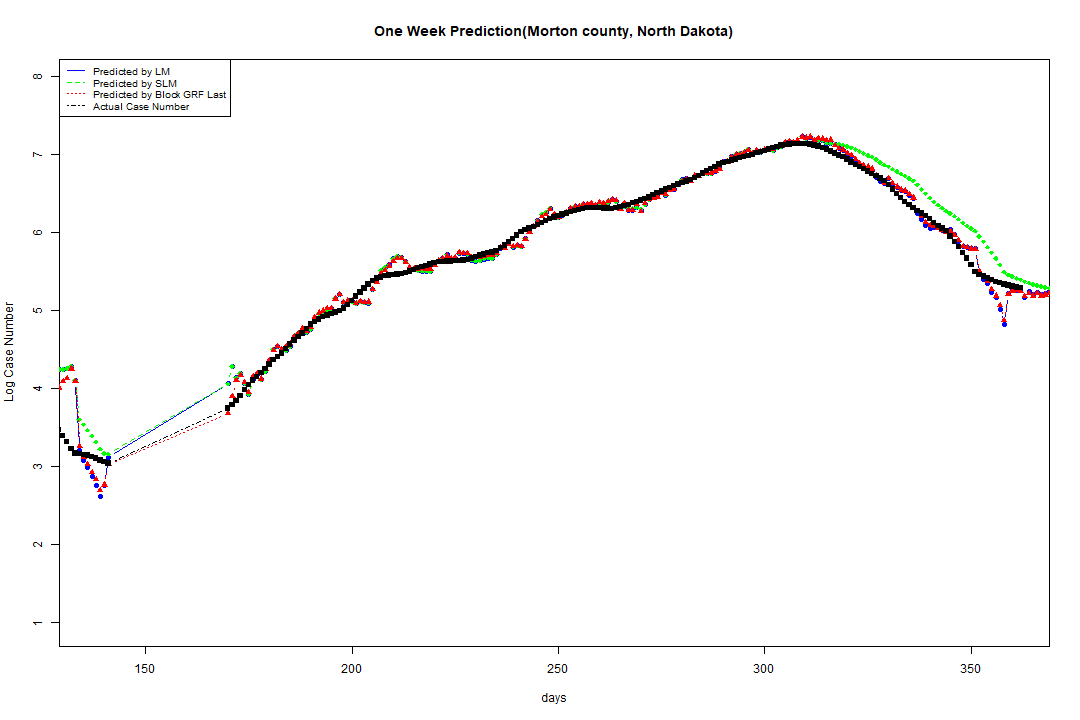 One Week Prediction(Morton county, North Dakota)
Predicted by LM
Predicted by SLM
Predicted by Block GRF Last
Actual Case Number
8
7
6
5
4
3
2
1
Log Case Number
150 200 250 300 350
days